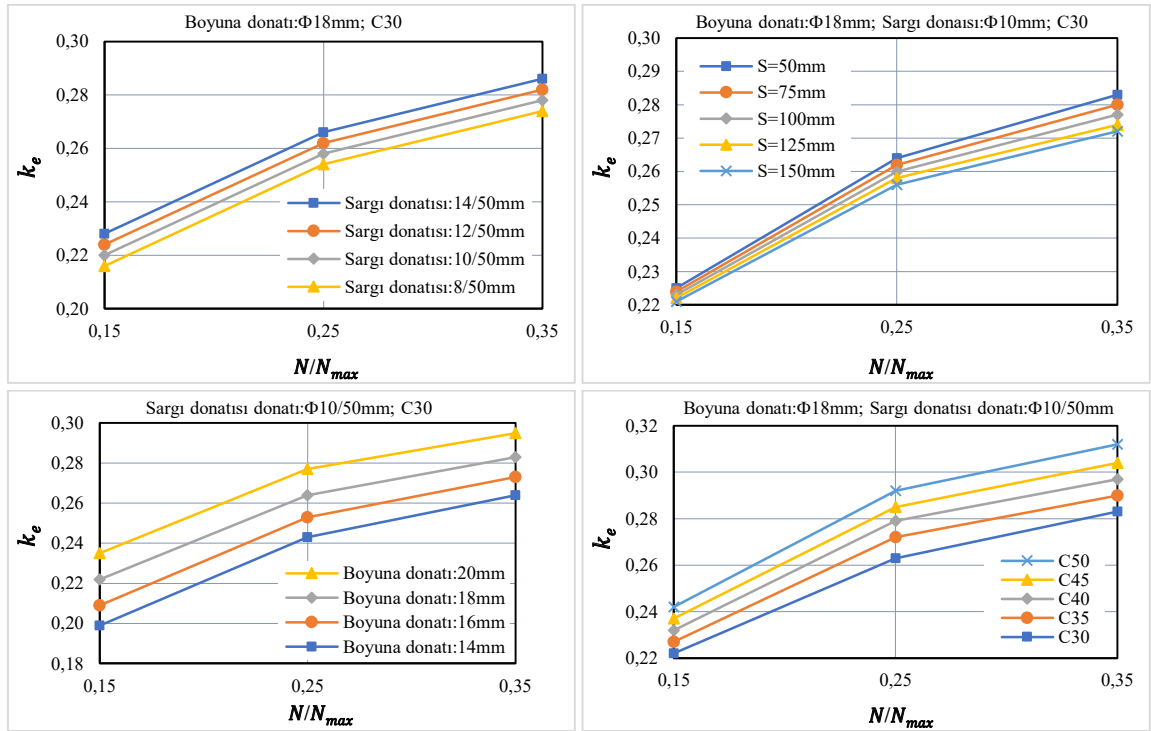 Boyuna donatı:Φ18mm; C30
0,30
0,28
0,26
0,24
0,22
0,20
k_e
Sargı donatısı:14/50mm
Sargı donatısı:12/50mm
Sargı donatısı:10/50mm
Sargı donatısı:8/50mm
0,15
0,25
0,35
N/N_max
Boyuna donatı:Φ18mm; Sargı donaısı:Φ10mm; C30
0,30
0,29
0,28
0,27
0,26
0,25
0,24
0,23
0,22
k_e
S=50mm
S=75mm
S=100mm
S=125mm
S=150mm
0,15
0,25
0,35
N/N_max
Sargı donatısı donatı:Φ10/50mm; C30
0,30
0,28
0,26
0,24
0,22
0,20
0,18
k_e
Boyuna donatı:20mm
Boyuna donatı:18mm
Boyuna donatı:16mm
Boyuna donatı:14mm
0,15
0,25
0,35
N/N_max
Boyuna donatı:Φ18mm; Sargı donatısı donatı:Φ10/50mm
0,32
0,30
0,28
0,26
0,24
0,22
k_e
C50
C45
C40
C35
C30
0,15
0,25
0,35
N/N_max